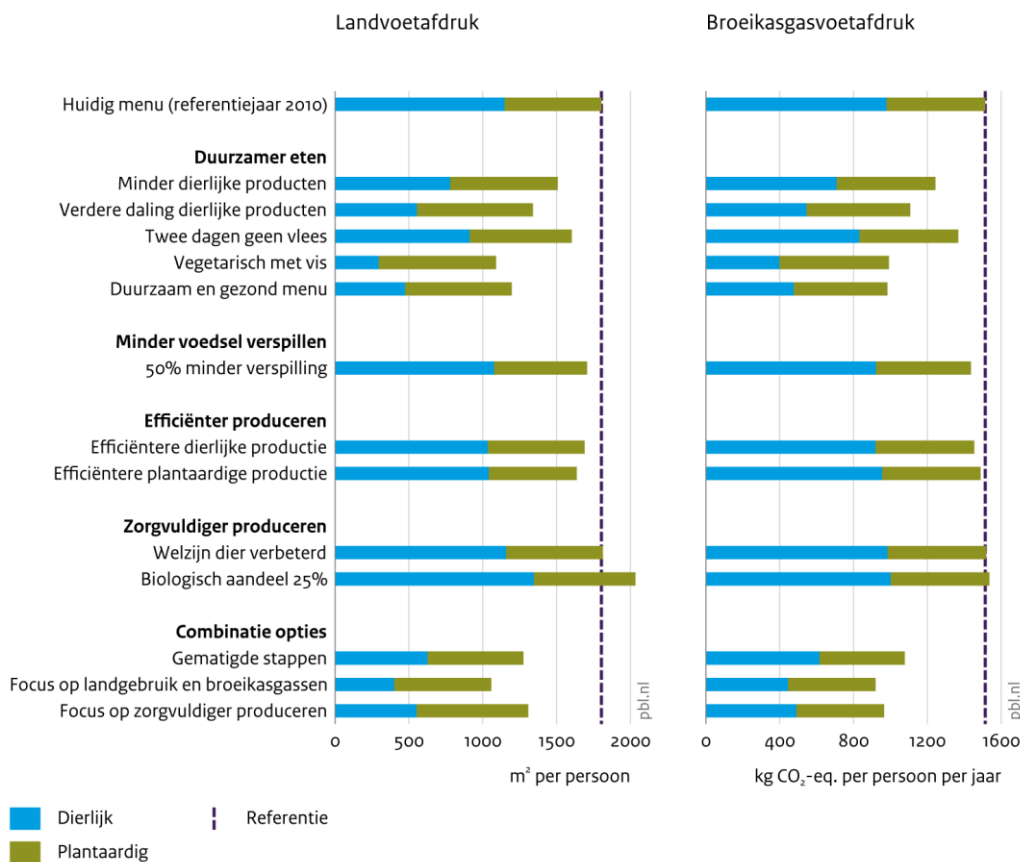 Landvoetafdruk
Broeikasgasvoetafdruk
Huidig menu (referentiejaar 2010)
Duurzamer eten
Minder dierlijke producten
Verdere daling dierlijke producten
Twee dagen geen vlees
Vegetarisch met vis
Duurzaam en gezond menu
Minder voedsel verspillen
50% minder verspilling
Efficiënter produceren
Efficiëntere dierlijke productie
Efficiëntere plantaardige productie
Zorgvuldiger produceren
Welzijn dier verbeterd
Biologisch aandeel 25%
Combinatie opties
Gematigde stappen
Focus op landgebruik en broeikasgassen
Focus op zorgvuldiger produceren
pbl.nl
pbl.nl
0 500 1000 1500 2000
0 400 800 1200 1600
m² per persoon
kg CO₂-eq. per persoon per jaar
Dierlijk
Referentie
Plantaardig